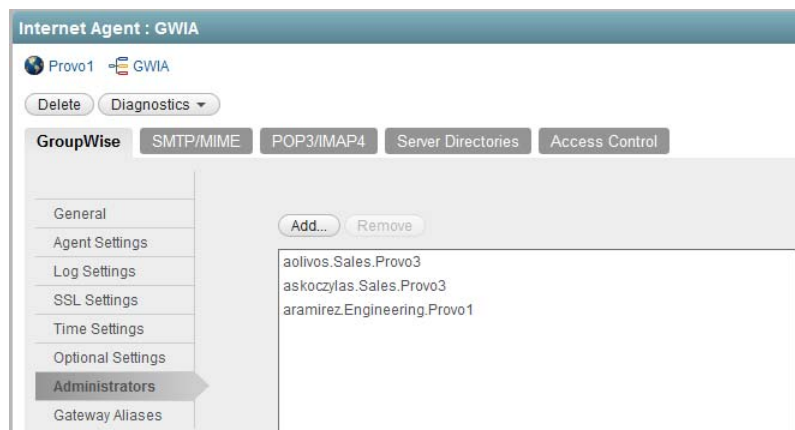 Internet Agent : GWIA
Provo1 GWIA
Delete Diagnostics
GroupWise SMTP/MIME POP3/IMAP4 Server Directories Access Control
General
Add... Remove
Agent Settings
aolivos.Sales.Provo3
Log Settings
askoczylas.Sales.Provo3
SSL Settings
aramirez.Engineering.Provo1
Time Settings
Optional Settings
Administrators
Gateway Aliases